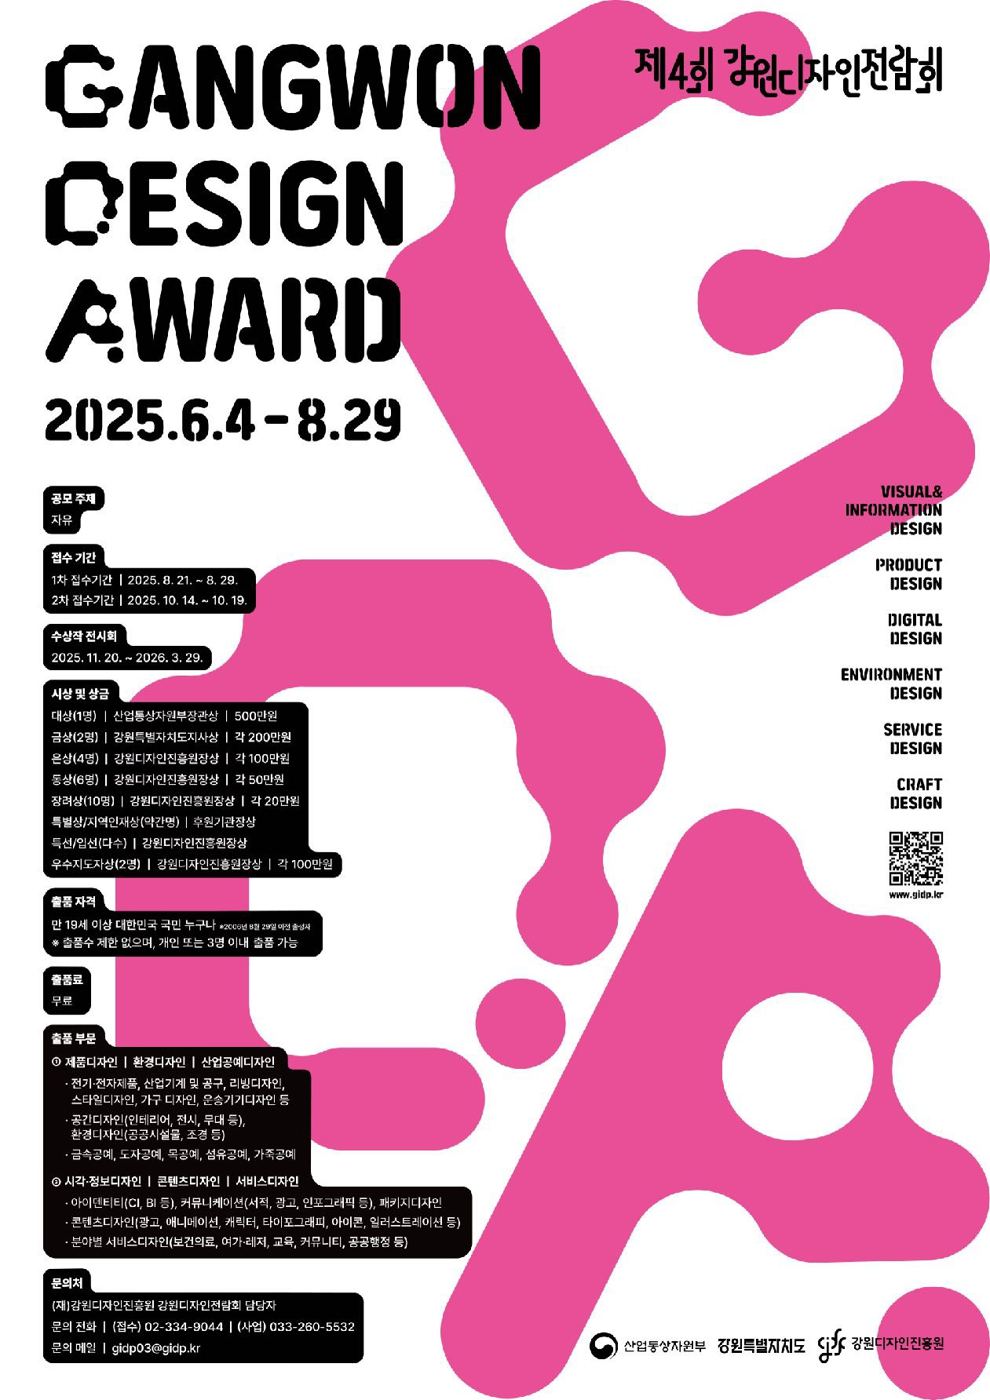 GANGWON
DESIGN
AWARD
제4회 강원디자인전람회
2025.6.4 – 8.29
공모 주제
자유
접수 기간
1차 접수기간 | 2025. 8. 21. ~ 8. 29.
2차 접수기간 | 2025. 10. 14. ~ 10. 19.
수상작 전시회
2025. 11. 20. ~ 2026. 3. 29.
시상 및 상금
대상(1명) | 산업통상자원부장관상 | 500만원
금상(2명) | 강원특별자치도지사상 | 각 200만원
은상(4명) | 강원디자인진흥원장상 | 각 100만원
동상(6명) | 강원디자인진흥원장상 | 각 50만원
장려상(10명) | 강원디자인진흥원장상 | 각 20만원
특별상/지역인재상(약간명) | 후원기관장상
특선/입선(다수) | 강원디자인진흥원장상
우수지도자상(2명) | 강원디자인진흥원장상 | 각 100만원
출품 자격
만 19세 이상 대한민국 국민 누구나 ※2006년 8월 29일 이전 출생자
※ 출품수 제한 없으며, 개인 또는 3명 이내 출품 가능
출품료
무료
출품 부문
① 제품디자인 | 환경디자인 | 산업공예디자인
· 전기·전자제품, 산업기계 및 공구, 리빙디자인,
스타일디자인, 가구 디자인, 운송기기디자인 등
· 공간디자인(인테리어, 전시, 무대 등),
환경디자인(공공시설물, 조경 등)
· 금속공예, 도자공예, 목공예, 섬유공예, 가죽공예
② 시각·정보디자인 | 콘텐츠디자인 | 서비스디자인
· 아이덴티티(CI, BI 등), 커뮤니케이션(서적, 광고, 인포그래픽 등), 패키지디자인
· 콘텐츠디자인(광고, 애니메이션, 캐릭터, 타이포그래피, 아이콘, 일러스트레이션 등)
· 분야별 서비스디자인(보건의료, 여가·레저, 교육, 커뮤니티, 공공행정 등)
문의처
(재)강원디자인진흥원 강원디자인전람회 담당자
문의 전화 | (접수) 02-334-9044 | (사업) 033-260-5532
문의 메일 | gidp03@gidp.kr
VISUAL&
INFORMATION
DESIGN
PRODUCT
DESIGN
DIGITAL
DESIGN
ENVIRONMENT
DESIGN
SERVICE
DESIGN
CRAFT
DESIGN
www.gidp.kr
산업통상자원부 강원특별자치도 강원디자인진흥원